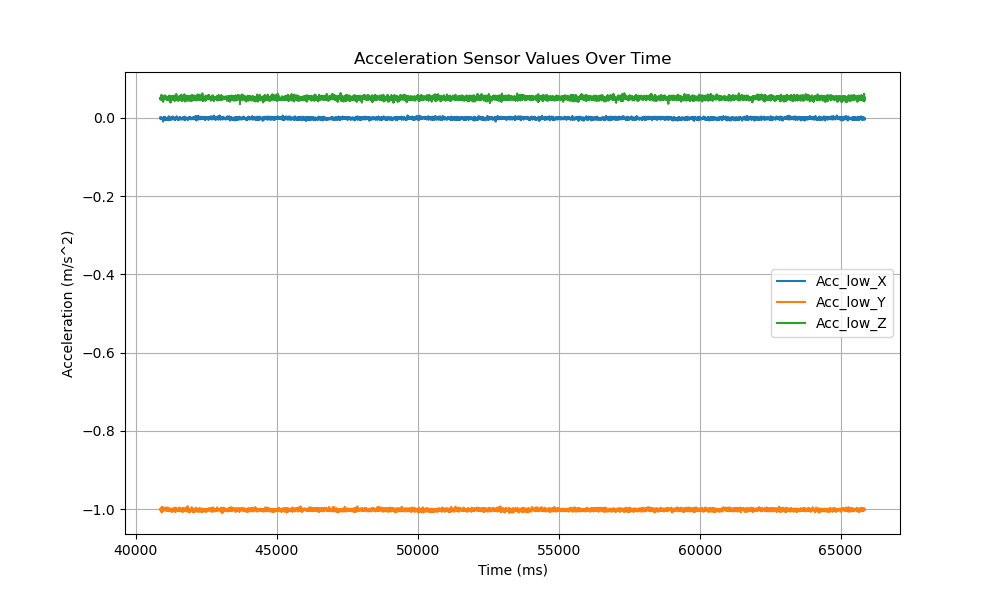 Acceleration Sensor Values Over Time
Acceleration (m/s^2)
0.0
−0.2
−0.4
−0.6
−0.8
−1.0
Acc_low_X
Acc_low_Y
Acc_low_Z
40000 45000 50000 55000 60000 65000
Time (ms)